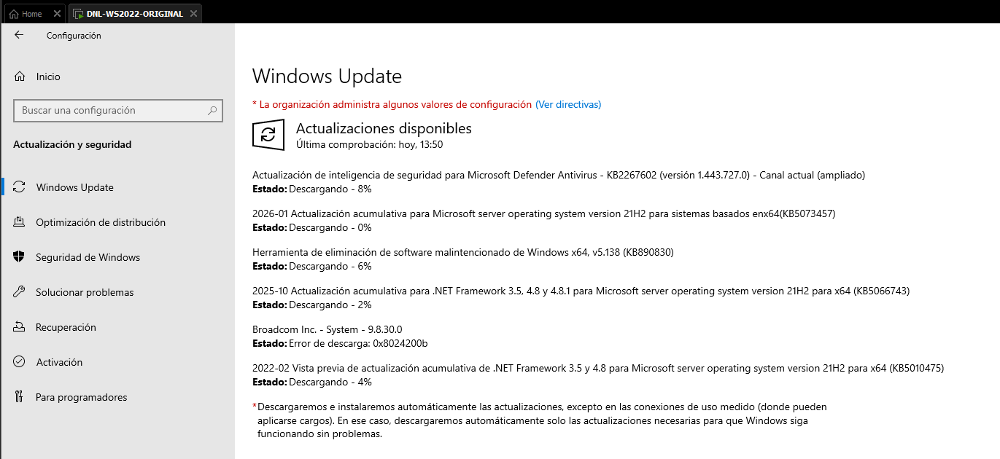 Home
DNL-WS2022-ORIGINAL
Configuración
Inicio
Buscar una configuración
Actualización y seguridad
Windows Update
Optimización de distribución
Seguridad de Windows
Solucionar problemas
Recuperación
Activación
Para programadores
Windows Update
* La organización administra algunos valores de configuración (Ver directivas)
Actualizaciones disponibles
Última comprobación: hoy, 13:50
Actualización de inteligencia de seguridad para Microsoft Defender Antivirus - KB2267602 (versión 1.443.727.0) - Canal actual (ampliado)
Estado: Descargando - 8%
2026-01 Actualización acumulativa para Microsoft server operating system version 21H2 para sistemas basados enx64(KB5073457)
Estado: Descargando - 0%
Herramienta de eliminación de software malintencionado de Windows x64, v5.138 (KB890830)
Estado: Descargando - 6%
2025-10 Actualización acumulativa para .NET Framework 3.5, 4.8 y 4.8.1 para Microsoft server operating system version 21H2 para x64 (KB5066743)
Estado: Descargando - 2%
Broadcom Inc. - System - 9.8.30.0
Estado: Error de descarga: 0x8024200b
2022-02 Vista previa de actualización acumulativa de .NET Framework 3.5 y 4.8 para Microsoft server operating system version 21H2 para x64 (KB5010475)
Estado: Descargando - 4%
*Descargaremos e instalaremos automáticamente las actualizaciones, excepto en las conexiones de uso medido (donde pueden
aplicarse cargos). En ese caso, descargaremos automáticamente solo las actualizaciones necesarias para que Windows siga
funcionando sin problemas.